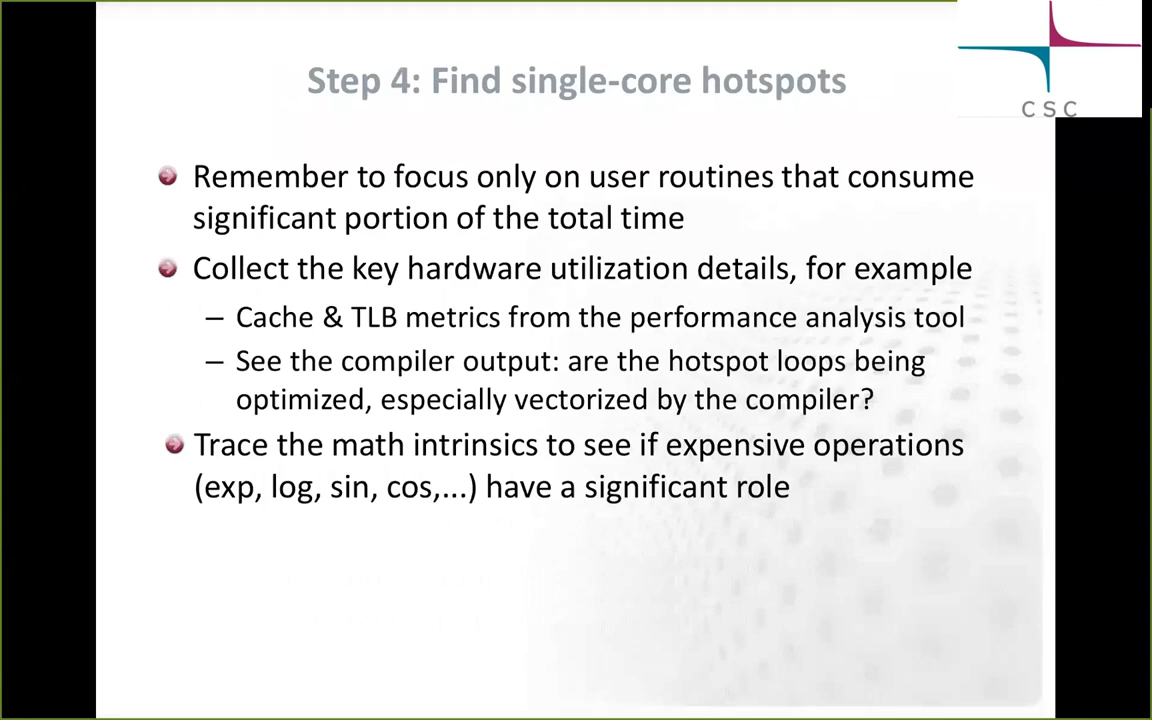 CSC
Step 4: Find single-core hotspots
Remember to focus only on user routines that consume
significant portion of the total time
Collect the key hardware utilization details, for example
– Cache & TLB metrics from the performance analysis tool
– See the compiler output: are the hotspot loops being
optimized, especially vectorized by the compiler?
Trace the math intrinsics to see if expensive operations
(exp, log, sin, cos,...) have a significant role